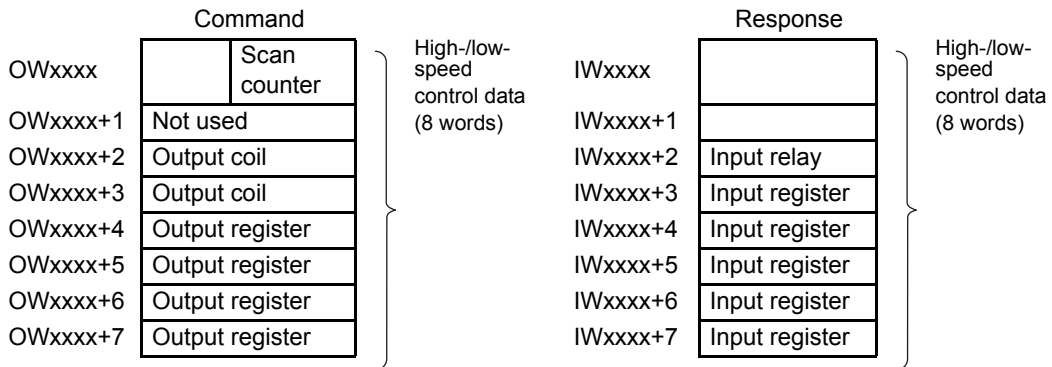 Command
OWxxxx
Scan
counter
OWxxxx+1 Not used
OWxxxx+2 Output coil
OWxxxx+3 Output coil
OWxxxx+4 Output register
OWxxxx+5 Output register
OWxxxx+6 Output register
OWxxxx+7 Output register
High-/low-
speed
control data
(8 words)
Response
IWxxxx
IWxxxx+1
IWxxxx+2 Input relay
IWxxxx+3 Input register
IWxxxx+4 Input register
IWxxxx+5 Input register
IWxxxx+6 Input register
IWxxxx+7 Input register
High-/low-
speed
control data
(8 words)